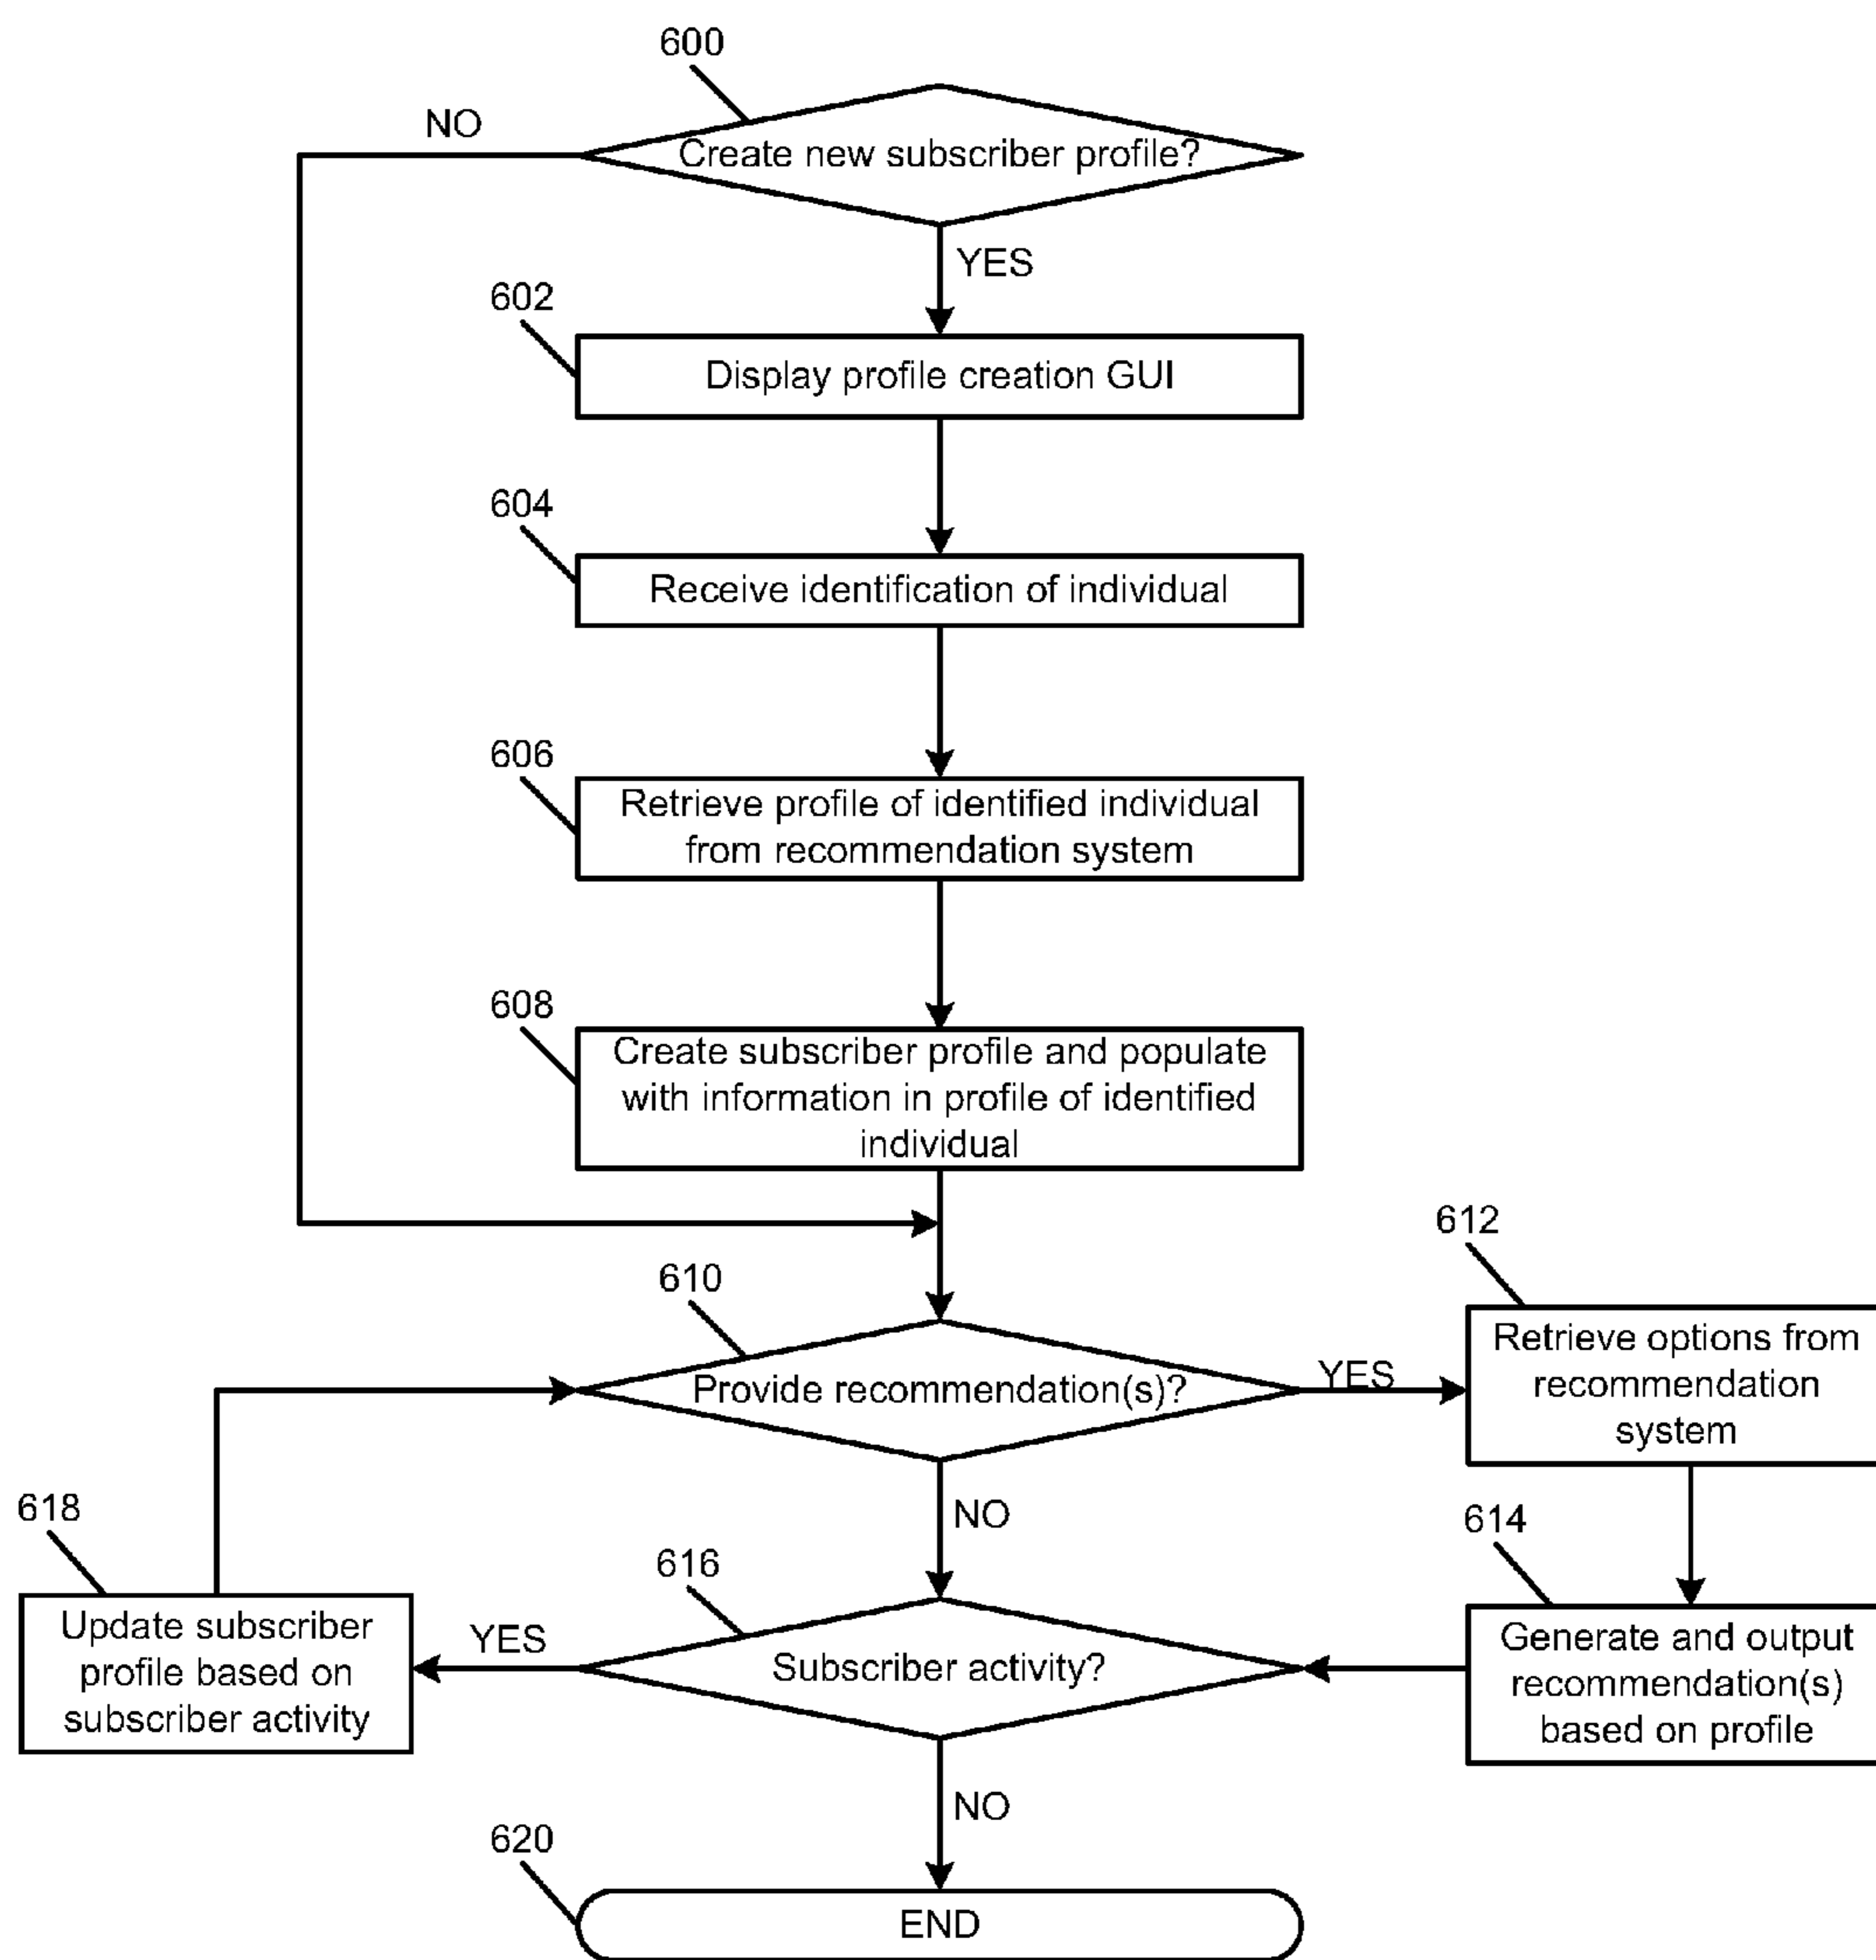 600
NO
Create new subscriber profile?
YES
602
Display profile creation GUI
604
Receive identification of individual
606
Retrieve profile of identified individual
from recommendation system
608
Create subscriber profile and populate
with information in profile of identified
individual
610
Provide recommendation(s)?
YES
612
Retrieve options from
recommendation
system
NO
614
Generate and output
recommendation(s)
based on profile
616
Subscriber activity?
YES
618
Update subscriber
profile based on
subscriber activity
NO
620
END